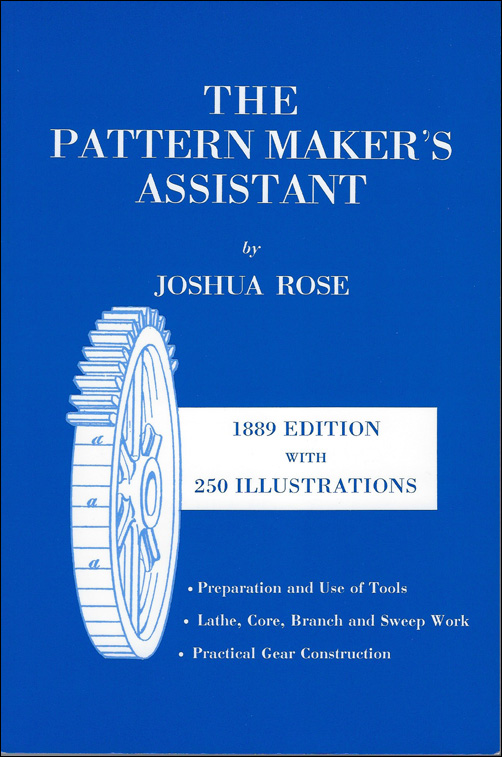 THE
PATTERN MAKER'S
ASSISTANT
by
JOSHUA ROSE
1889 EDITION
WITH
250 ILLUSTRATIONS
a
a
a
• Preparation and Use of Tools
• Lathe, Core, Branch and Sweep Work
• Practical Gear Construction